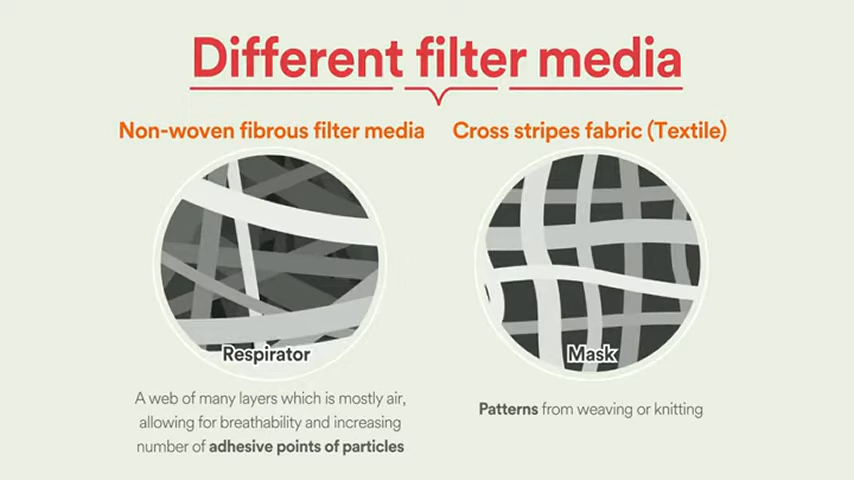 Different filter media
Non-woven fibrous filter media
Cross stripes fabric (Textile)
Respirator
Mask
A web of many layers which is mostly air,
allowing for breathability and increasing
number of adhesive points of particles
Patterns from weaving or knitting